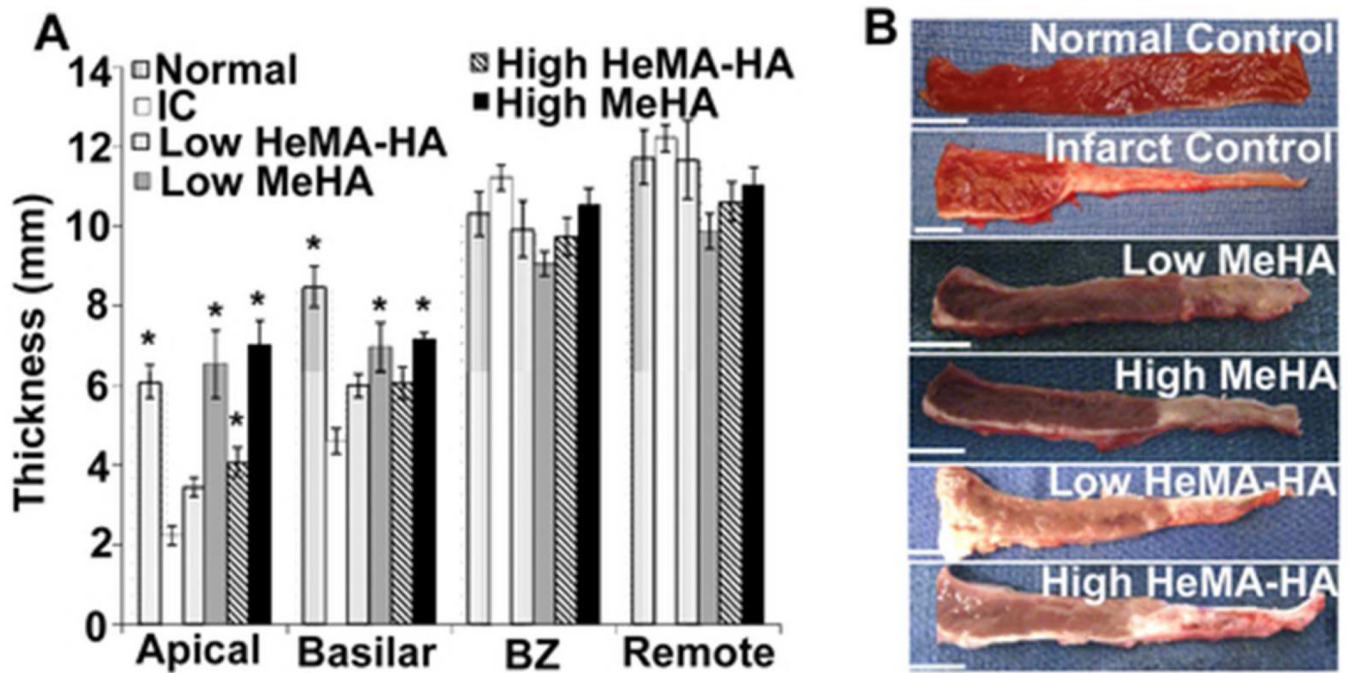 A
Thickness (mm)
14
12
10
8
6
4
2
0
Normal
IC
Low HeMA-HA
Low MeHA
High HeMA-HA
High MeHA
*
*
*
*
*
*
*
Apical
Basilar
BZ
Remote
B
Normal Control
Infarct Control
Low MeHA
High MeHA
Low HeMA-HA
High HeMA-HA